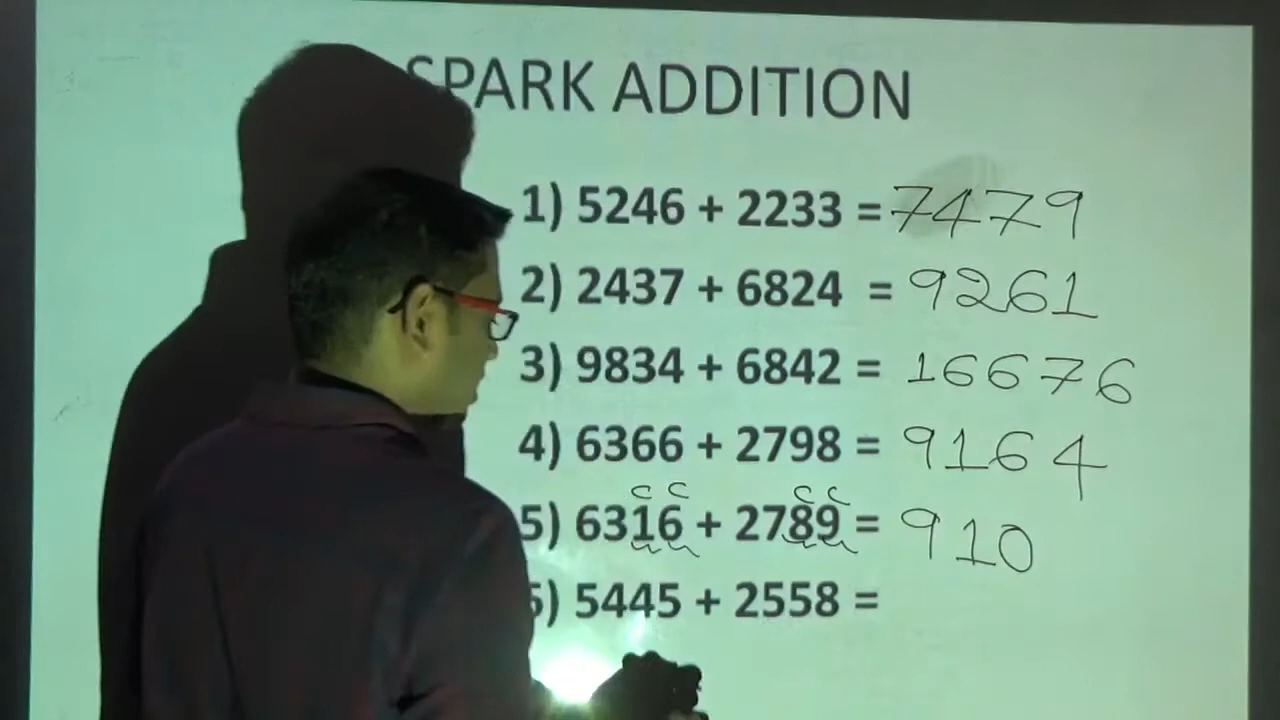 SPARK ADDITION
1) 5246 + 2233 = 7479
2) 2437 + 6824 = 9261
3) 9834 + 6842 = 16676
4) 6366 + 2798 = 9164
c c c c
5) 6316 + 2789 = 910
6) 5445 + 2558 =